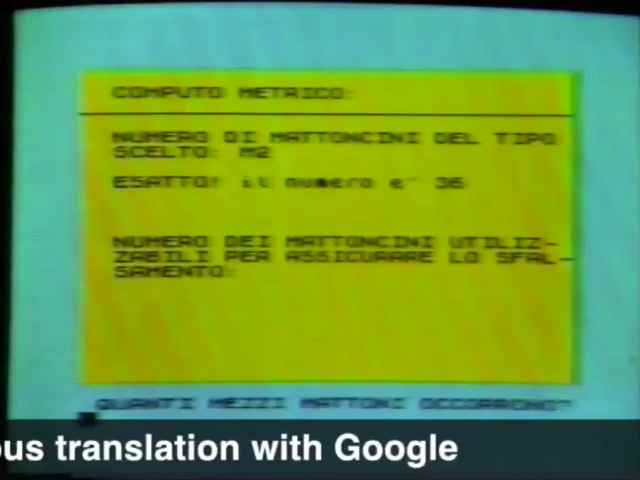 COMPUTO METRICO:
NUMERO DI MATTONCINI DEL TIPO
SCELTO: M2
ESATTO! il numero e' 36
NUMERO DEI MATTONCINI UTILIZ-
ZABILI PER ASSICURARE LO SFAL-
SAMENTO:
QUANTI MEZZI MATTONI OCCORRONO?
ous translation with Google